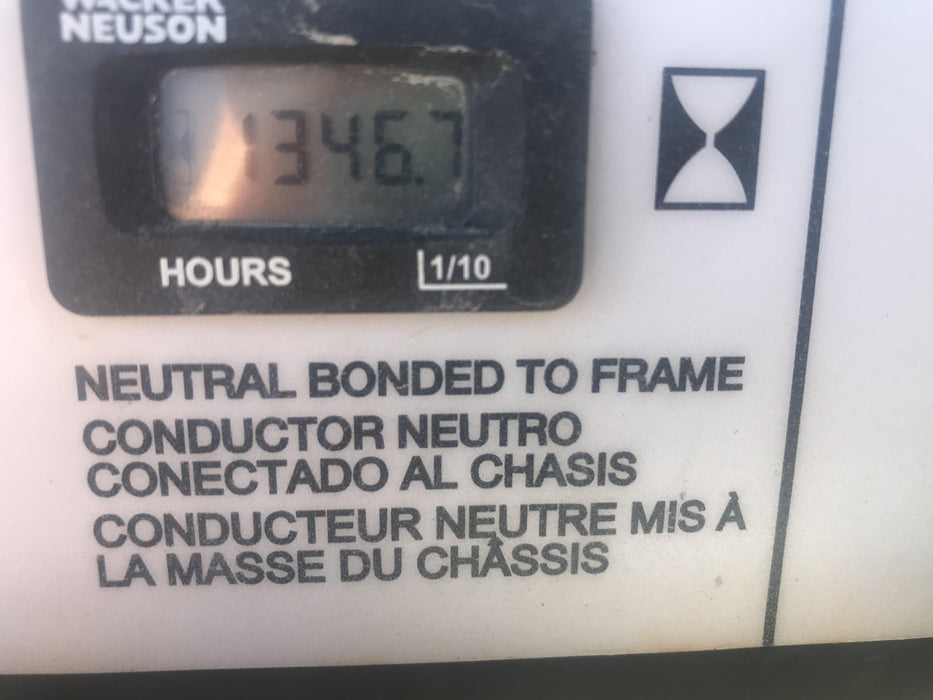 WACKER
NEUSON
1346.7
HOURS 1/10
NEUTRAL BONDED TO FRAME
CONDUCTOR NEUTRO
CONECTADO AL CHASIS
CONDUCTEUR NEUTRE MIS À
LA MASSE DU CHÂSSIS